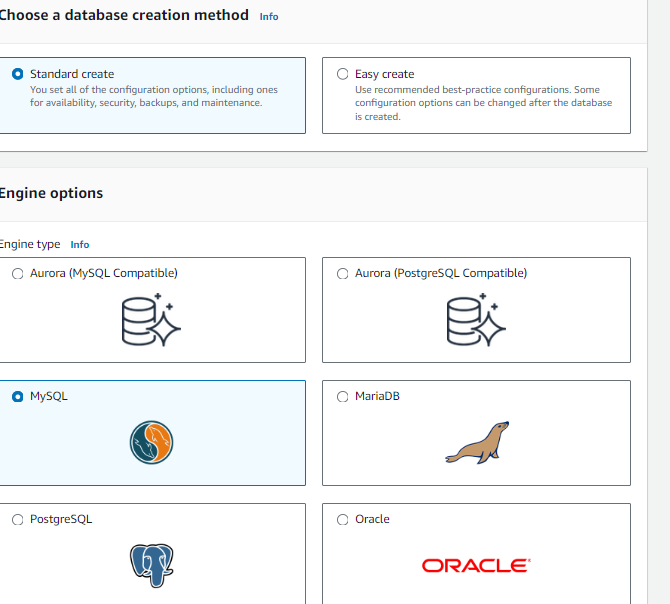 Choose a database creation method Info
Standard create
You set all of the configuration options, including ones
for availability, security, backups, and maintenance.
Easy create
Use recommended best-practice configurations. Some
configuration options can be changed after the database
is created.
Engine options
Engine type Info
Aurora (MySQL Compatible)
Aurora (PostgreSQL Compatible)
MySQL
MariaDB
PostgreSQL
Oracle
ORACLE